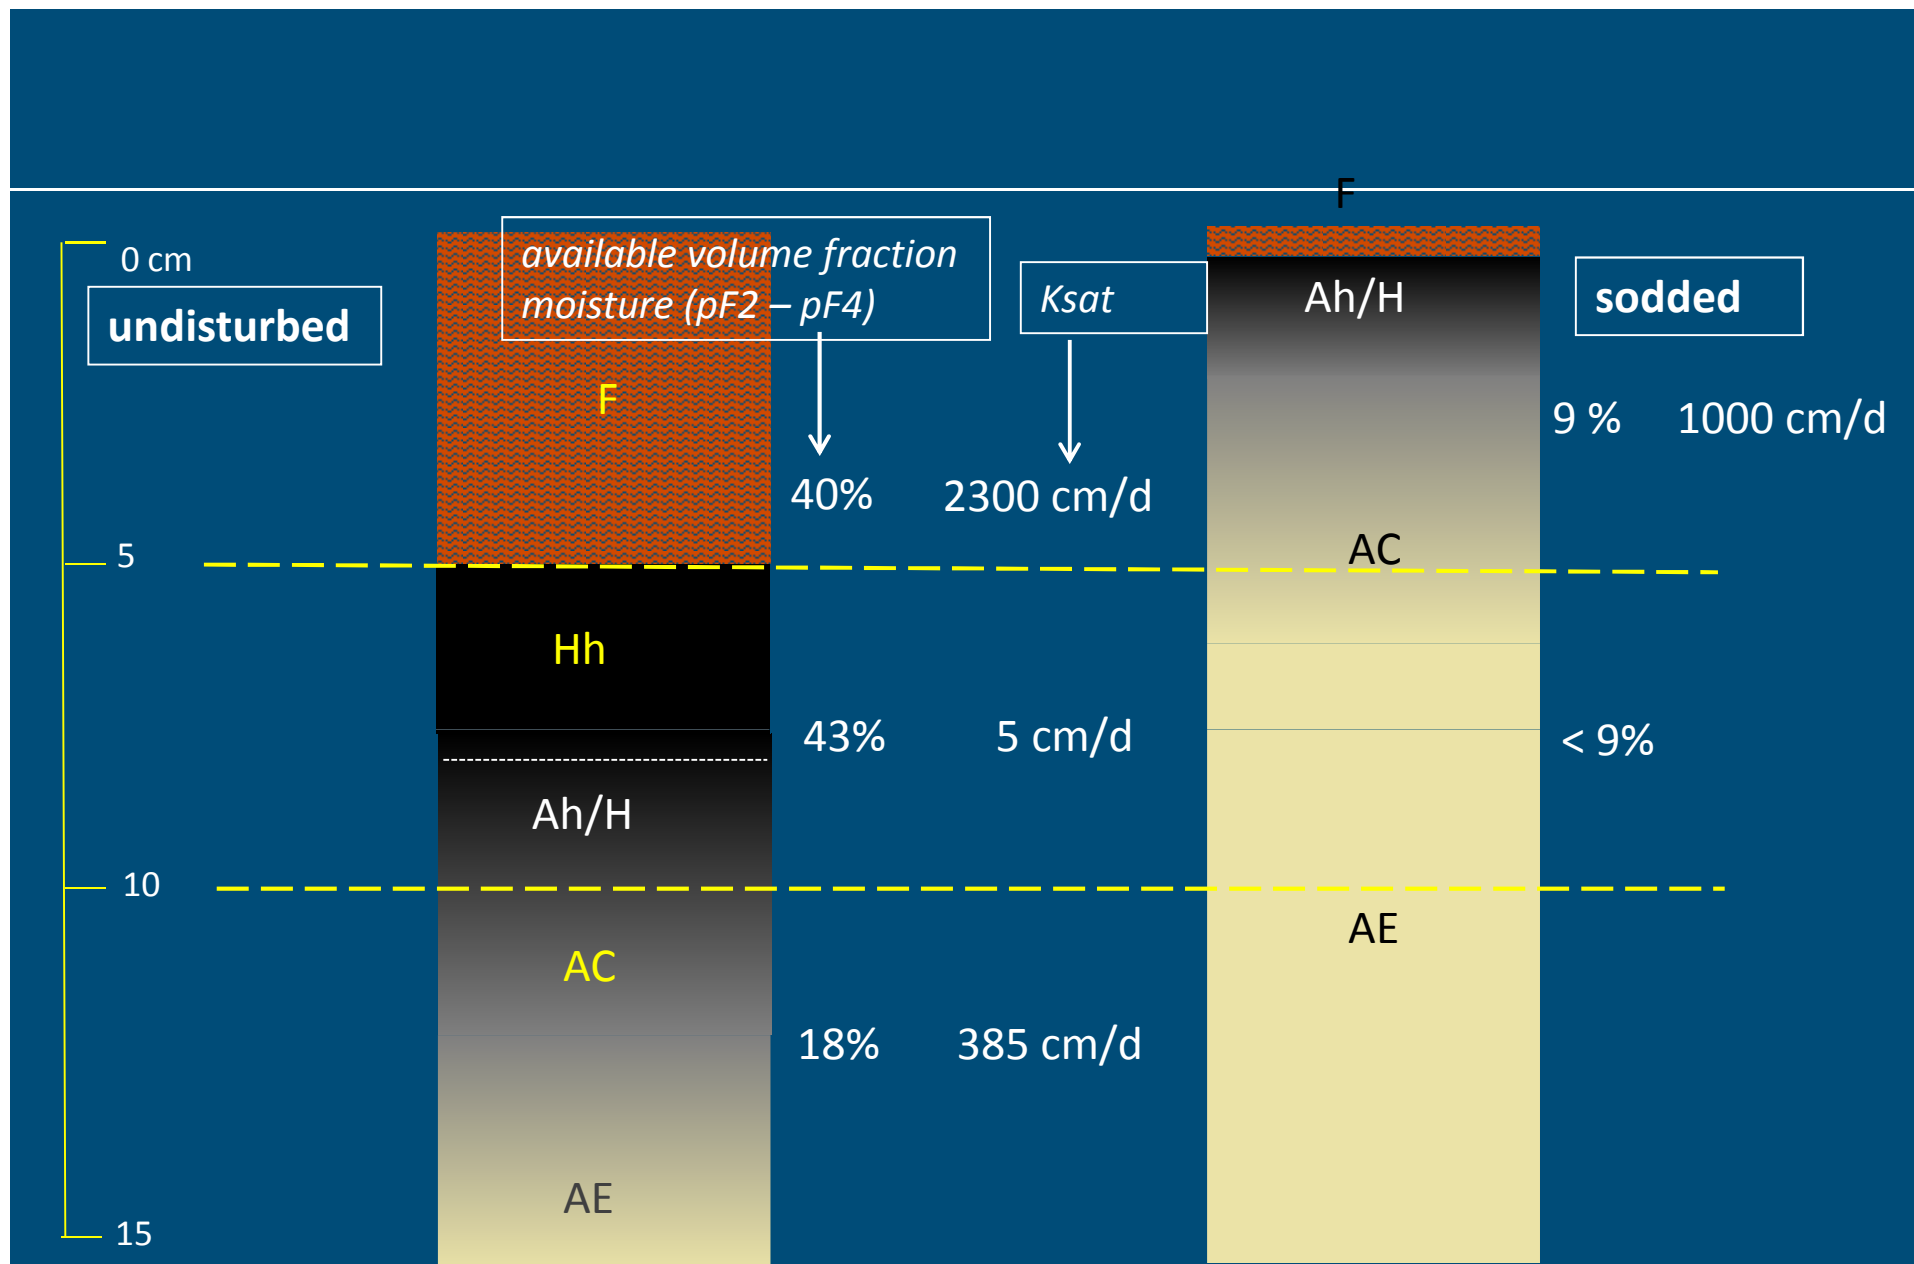 F
0 cm
undisturbed
available volume fraction
moisture (pF2 – pF4)
Ksat
Ah/H
sodded
F
9 %
1000 cm/d
40%
2300 cm/d
AC
5
Hh
43%
5 cm/d
< 9%
Ah/H
10
AE
AC
18%
385 cm/d
AE
15